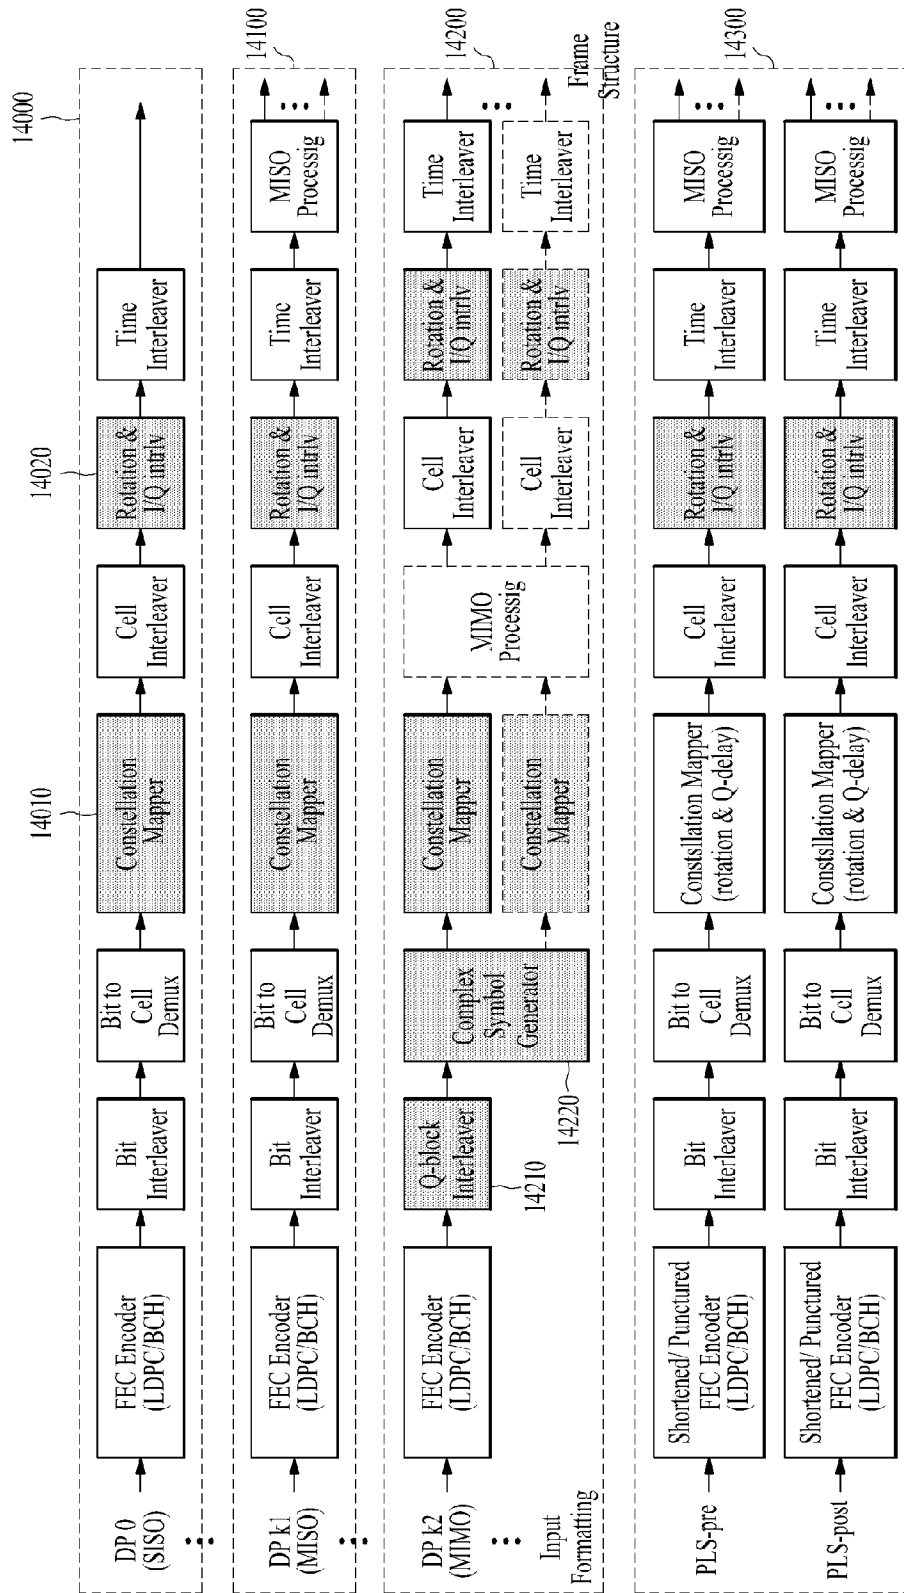 14000
DP 0
(SISO)
FEC Encoder
(LDPC/BCH)
Bit
Interleaver
Bit to
Cell
Demux
Constellation
Mapper
14010
Cell
Interleaver
Rotation &
I/Q intrlv
14020
Time
Interleaver
14100
DP k1
(MISO)
FEC Encoder
(LDPC/BCH)
Bit
Interleaver
Bit to
Cell
Demux
Constellation
Mapper
Cell
Interleaver
Rotation &
I/Q intrlv
Time
Interleaver
MISO
Processig
14200
DP k2
(MIMO)
FEC Encoder
(LDPC/BCH)
Q-block
Interleaver
14210
Complex
Symbol
Generator
14220
Constellation
Mapper
Constellation
Mapper
MIMO
Processig
Cell
Interleaver
Cell
Interleaver
Rotation &
I/Q intrlv
Rotation &
I/Q intrlv
Time
Interleaver
Time
Interleaver
Input
Formatting
Frame
Structure
14300
PLS-pre
Shortened/ Punctured
FEC Encoder
(LDPC/BCH)
Bit
Interleaver
Bit to
Cell
Demux
Conststllation Mapper
(rotation & Q-delay)
Cell
Interleaver
Rotation &
I/Q intrlv
Time
Interleaver
MISO
Processig
PLS-post
Shortened/ Punctured
FEC Encoder
(LDPC/BCH)
Bit
Interleaver
Bit to
Cell
Demux
Conststllation Mapper
(rotation & Q-delay)
Cell
Interleaver
Rotation &
I/Q intrlv
Time
Interleaver
MISO
Processig